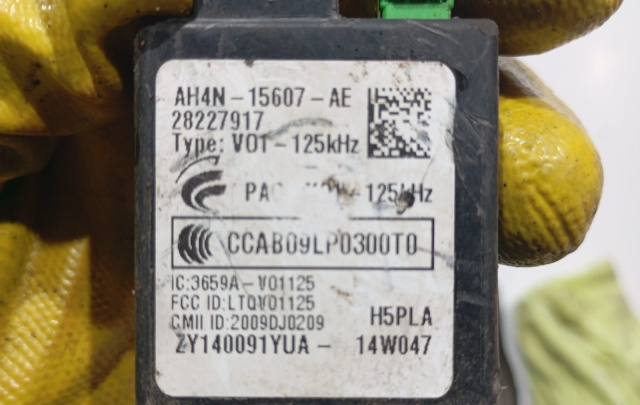 AH4N-15607-AE
28227917
Type: V01-125kHz
125kHz
CCAB09LP0300T0
IC:3659A-V01125
FCC ID:LTQV01125
CMII ID:2009DJ0209
H5PLA
ZY140091YUA - 14W047